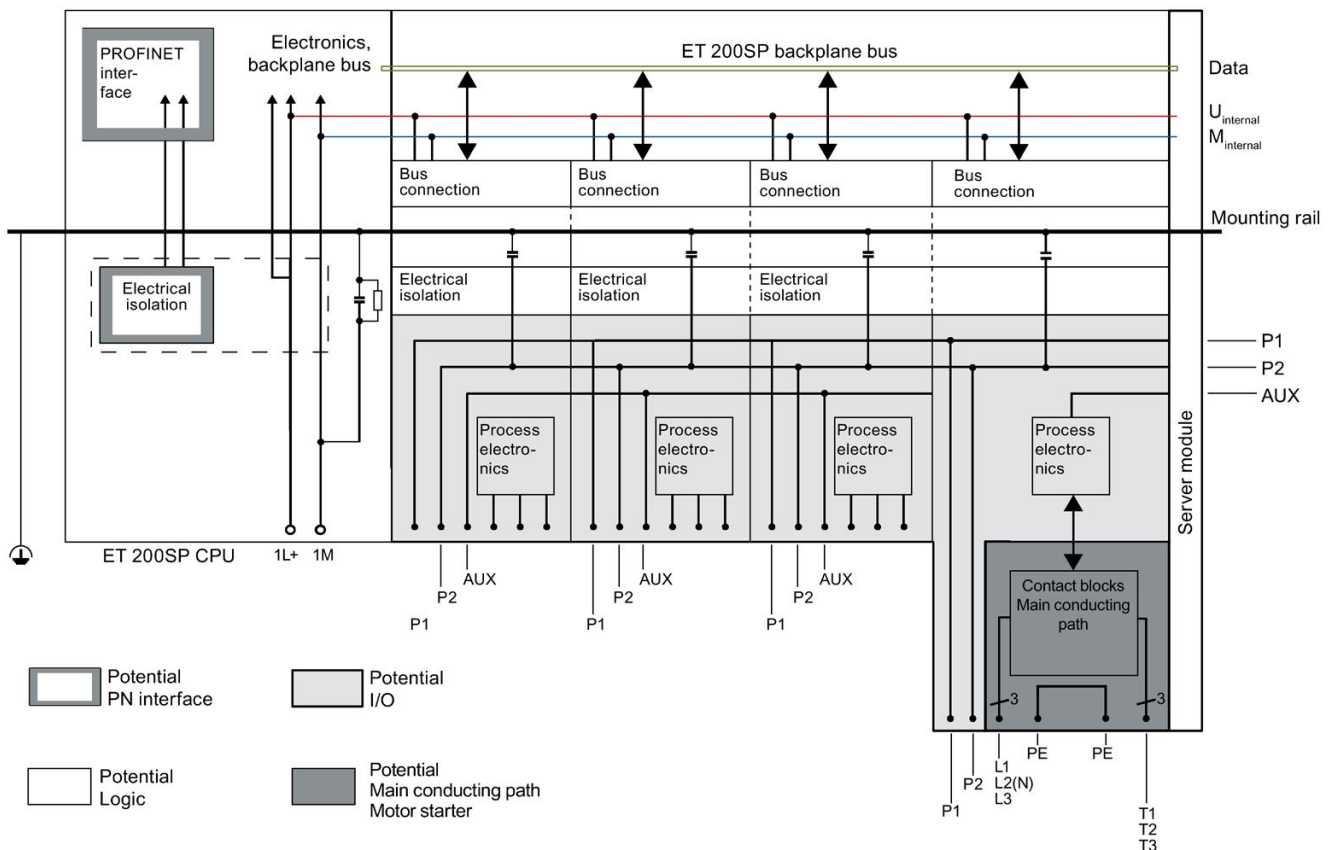 PROFINET
inter-
face
Electronics,
backplane bus
ET 200SP backplane bus
Data
Uinternal
Minternal
Bus
connection
Bus
connection
Bus
connection
Bus
connection
Mounting rail
Electrical
isolation
Electrical
isolation
Electrical
isolation
Electrical
isolation
P1
P2
AUX
Process
electro-
nics
Process
electro-
nics
Process
electro-
nics
Process
electro-
nics
Server module
ET 200SP CPU
1L+
1M
AUX
P2
P1
AUX
P2
P1
AUX
P2
P1
Contact blocks
Main conducting
path
3
3
PE
PE
L1
L2(N)
L3
P2
P1
T1
T2
T3
Potential
PN interface
Potential
I/O
Potential
Logic
Potential
Main conducting path
Motor starter